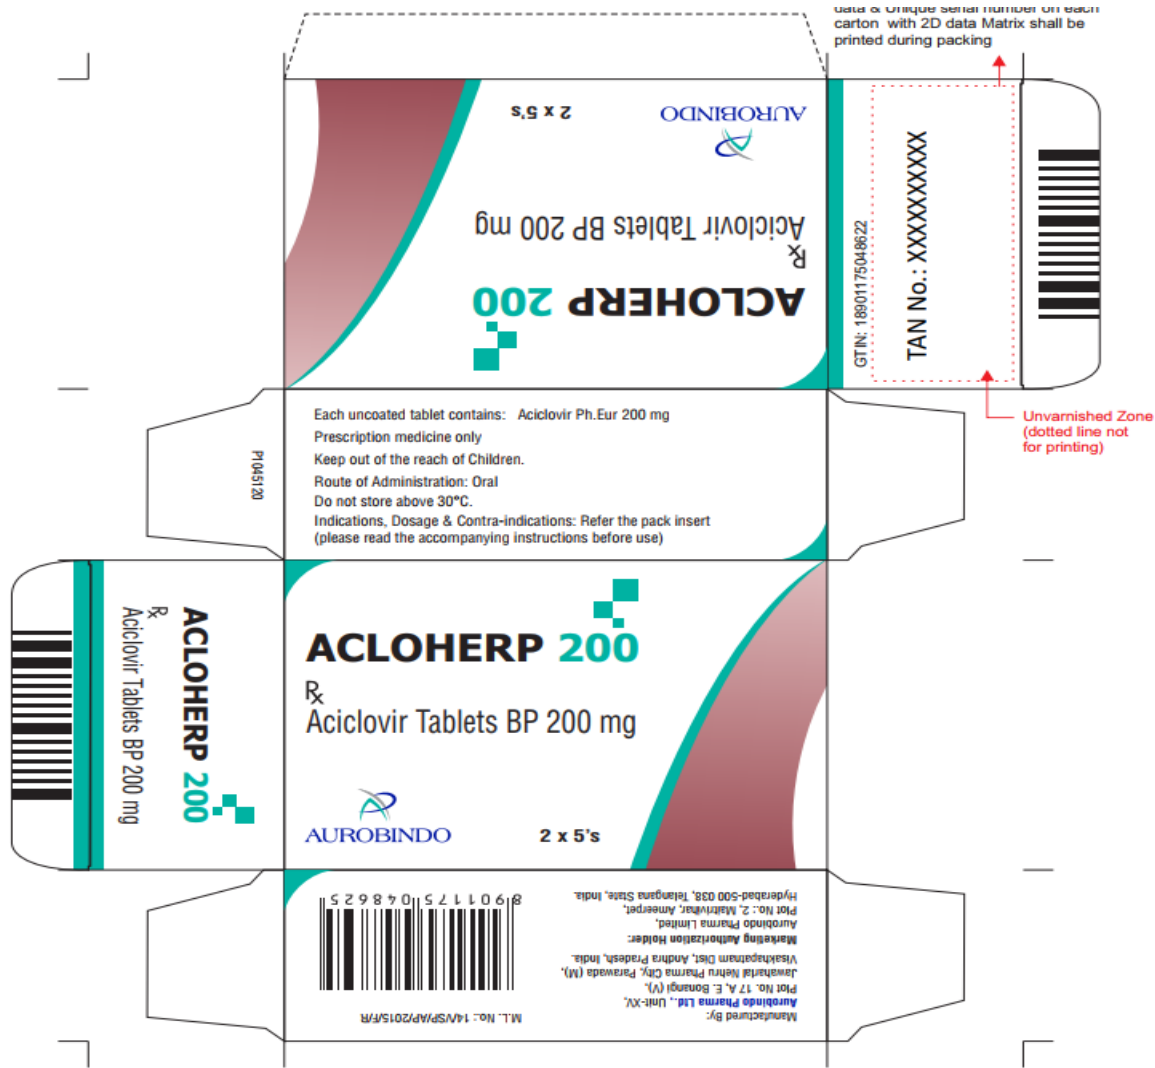 data & Unique serial number on each
carton with 2D data Matrix shall be
printed during packing
2 x 5's
AUROBINDO
Aciclovir Tablets BP 200 mg
Rx
ACLOHERP 200
GTIN: 18901175048622
TAN No.: XXXXXXXXXX
Unvarnished Zone
(dotted line not
for printing)
Each uncoated tablet contains: Aciclovir Ph.Eur 200 mg
Prescription medicine only
Keep out of the reach of Children.
Route of Administration: Oral
Do not store above 30°C.
Indications, Dosage & Contra-indications: Refer the pack insert
(please read the accompanying instructions before use)
P1045120
ACLOHERP 200
Rx
Aciclovir Tablets BP 200 mg
ACLOHERP 200
Rx
Aciclovir Tablets BP 200 mg
AUROBINDO
2 x 5's
Manufactured By:
Aurobindo Pharma Ltd., Unit-XV,
Plot No. 17 A, E. Bonangi (V),
Jawaharlal Nehru Pharma City, Parawada (M),
Visakhapatnam Dist, Andhra Pradesh, India.
Marketing Authorization Holder:
Aurobindo Pharma Limited,
Plot No.: 2, Maitrivihar, Ameerpet,
Hyderabad-500 038, Telangana State, India.
M.L. No.: 14/VSP/AP/2015/F/R
8 901175 048625